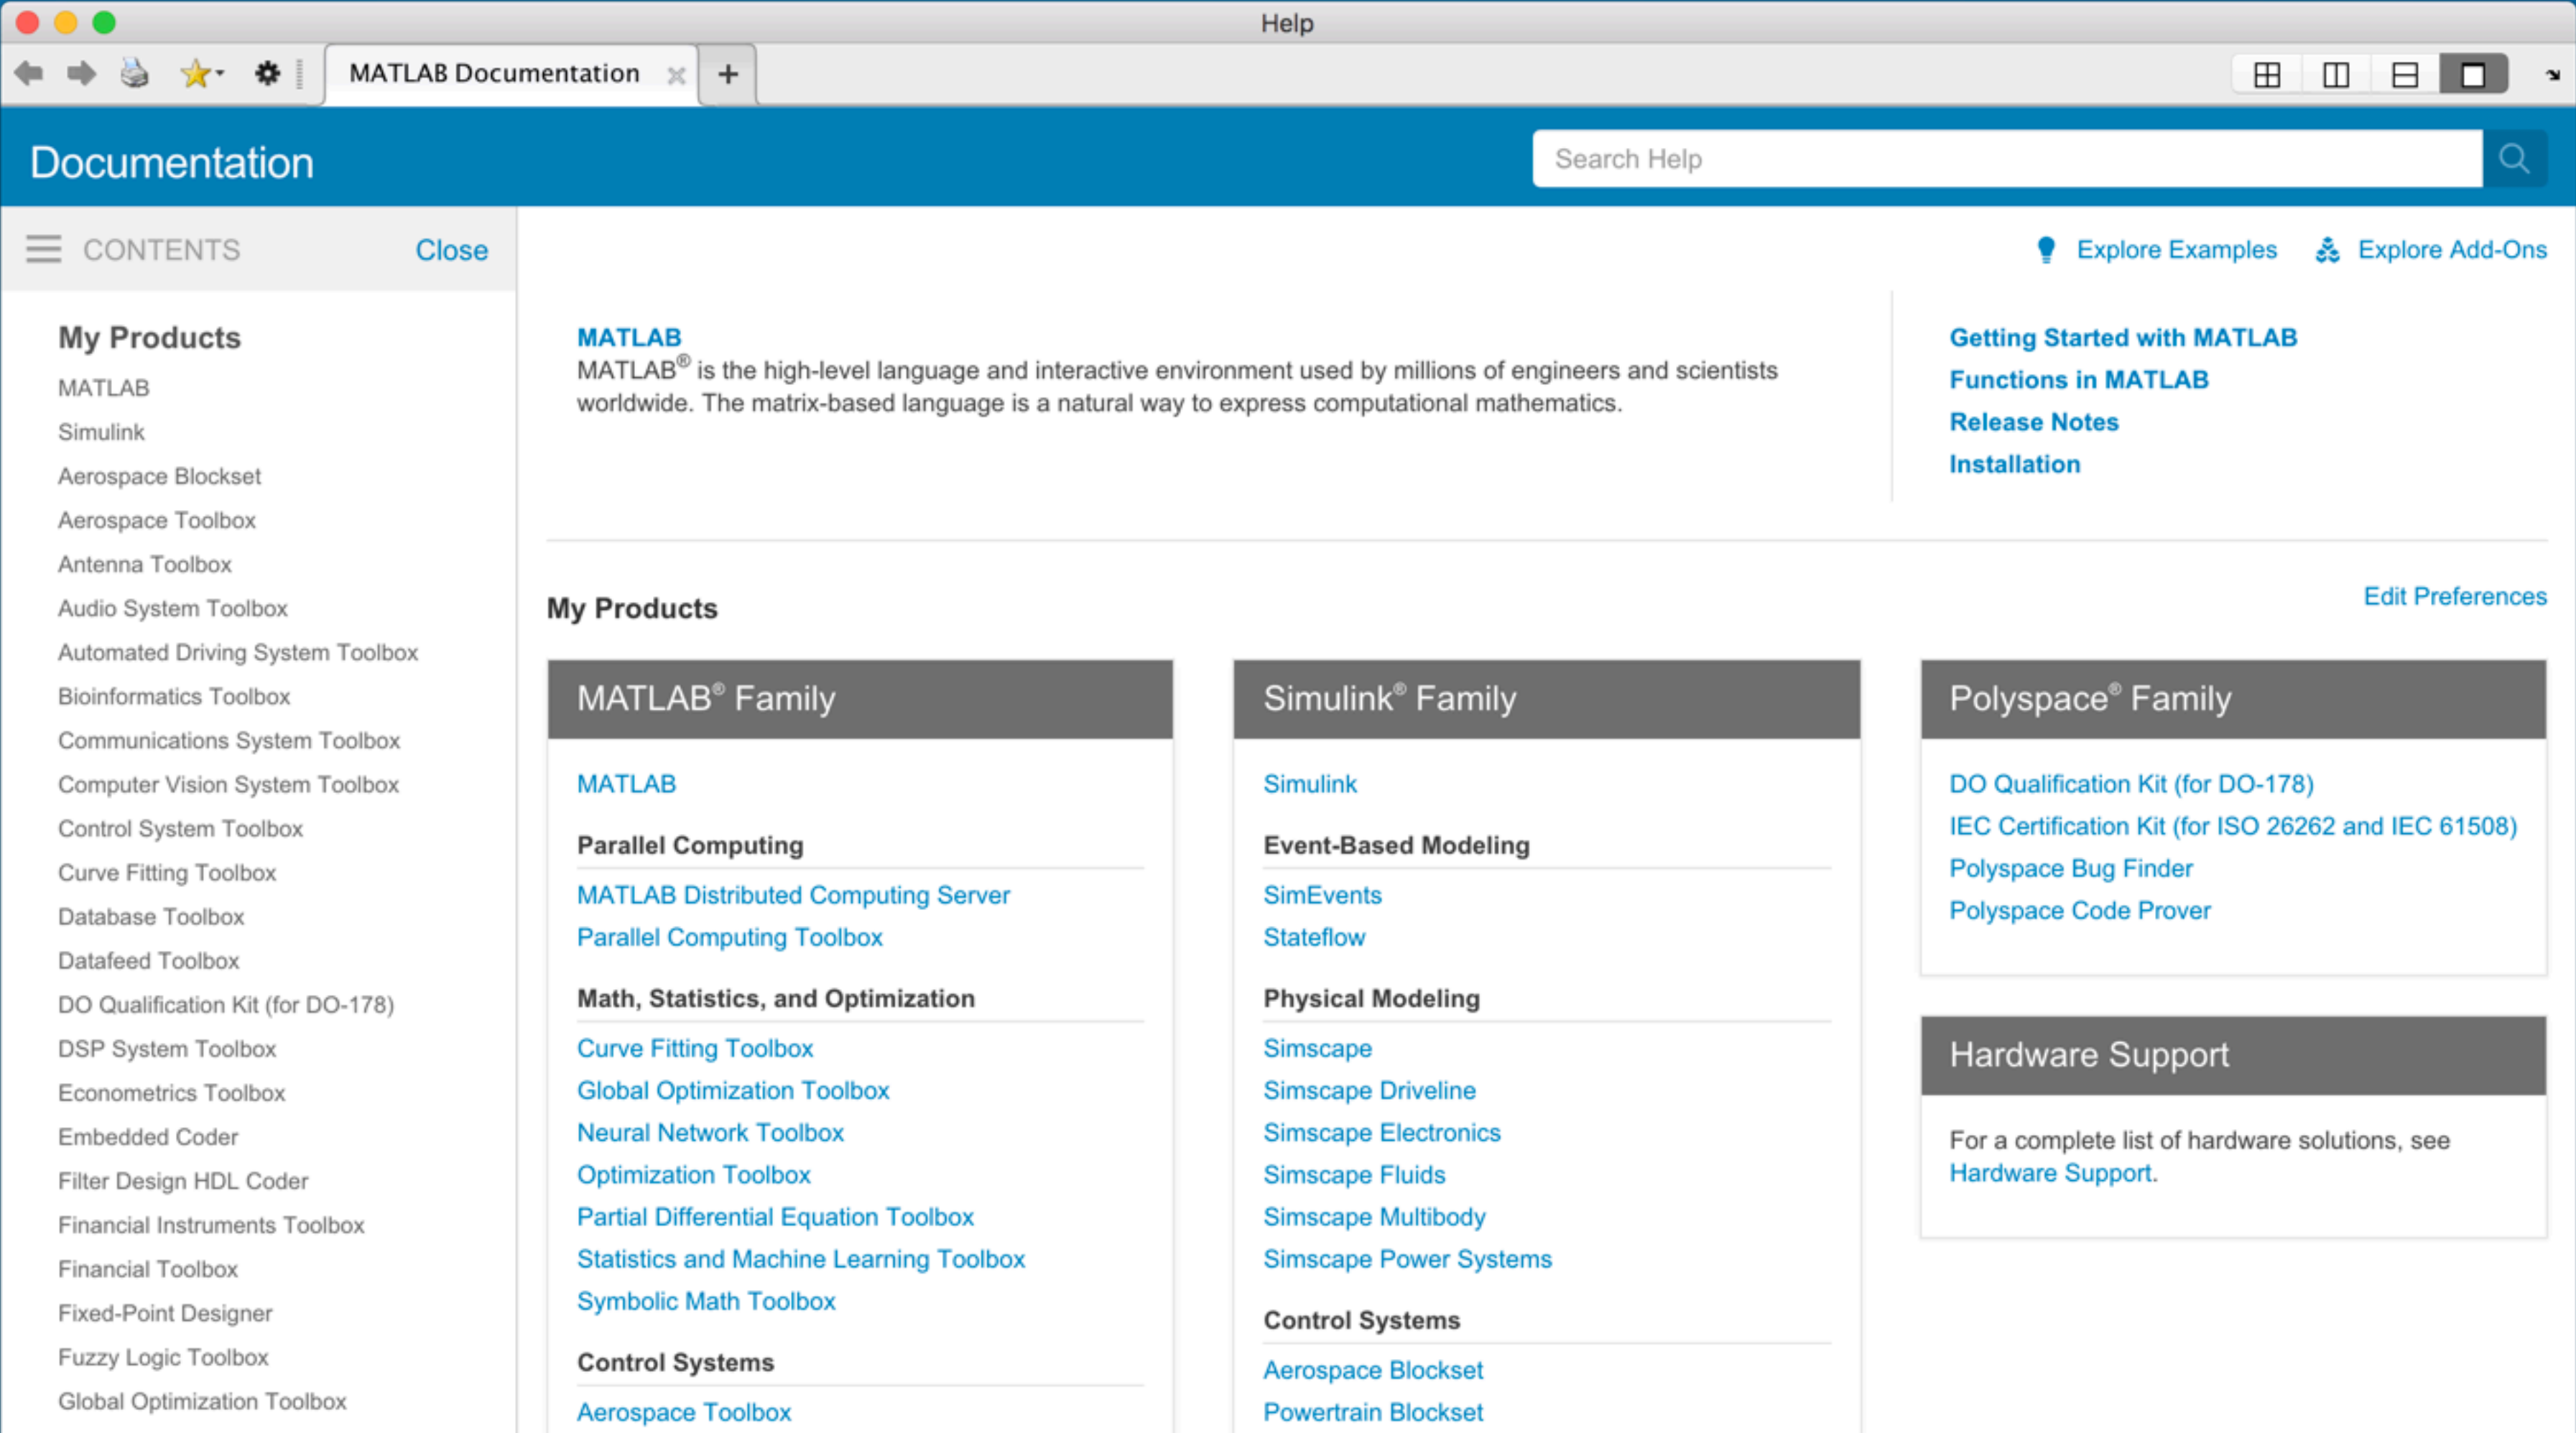 Help
MATLAB Documentation
Documentation
Search Help
CONTENTS
Close
Explore Examples
Explore Add-Ons
My Products
MATLAB
Simulink
Aerospace Blockset
Aerospace Toolbox
Antenna Toolbox
Audio System Toolbox
Automated Driving System Toolbox
Bioinformatics Toolbox
Communications System Toolbox
Computer Vision System Toolbox
Control System Toolbox
Curve Fitting Toolbox
Database Toolbox
Datafeed Toolbox
DO Qualification Kit (for DO-178)
DSP System Toolbox
Econometrics Toolbox
Embedded Coder
Filter Design HDL Coder
Financial Instruments Toolbox
Financial Toolbox
Fixed-Point Designer
Fuzzy Logic Toolbox
Global Optimization Toolbox
MATLAB
MATLAB® is the high-level language and interactive environment used by millions of engineers and scientists
worldwide. The matrix-based language is a natural way to express computational mathematics.
Getting Started with MATLAB
Functions in MATLAB
Release Notes
Installation
My Products
Edit Preferences
MATLAB® Family
MATLAB
Parallel Computing
MATLAB Distributed Computing Server
Parallel Computing Toolbox
Math, Statistics, and Optimization
Curve Fitting Toolbox
Global Optimization Toolbox
Neural Network Toolbox
Optimization Toolbox
Partial Differential Equation Toolbox
Statistics and Machine Learning Toolbox
Symbolic Math Toolbox
Control Systems
Aerospace Toolbox
Simulink® Family
Simulink
Event-Based Modeling
SimEvents
Stateflow
Physical Modeling
Simscape
Simscape Driveline
Simscape Electronics
Simscape Fluids
Simscape Multibody
Simscape Power Systems
Control Systems
Aerospace Blockset
Powertrain Blockset
Polyspace® Family
DO Qualification Kit (for DO-178)
IEC Certification Kit (for ISO 26262 and IEC 61508)
Polyspace Bug Finder
Polyspace Code Prover
Hardware Support
For a complete list of hardware solutions, see
Hardware Support.